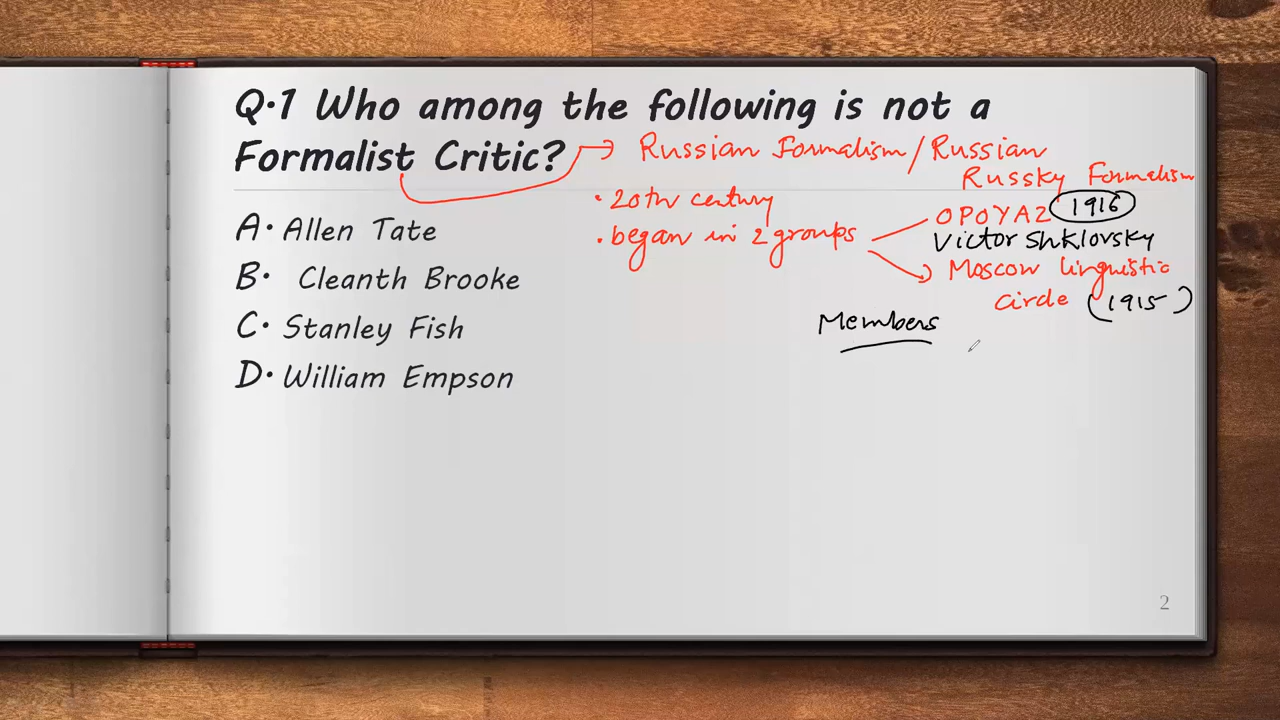 Q.1 Who among the following is not a
Formalist Critic?
Russian Formalism/Russian
Russky Formalism
A. Allen Tate
B. Cleanth Brooke
C. Stanley Fish
D. William Empson
• 20th century
• began in 2 groups
OPOYAZ 1916
Victor Shklovsky
Moscow linguistic
circle (1915)
Members
2